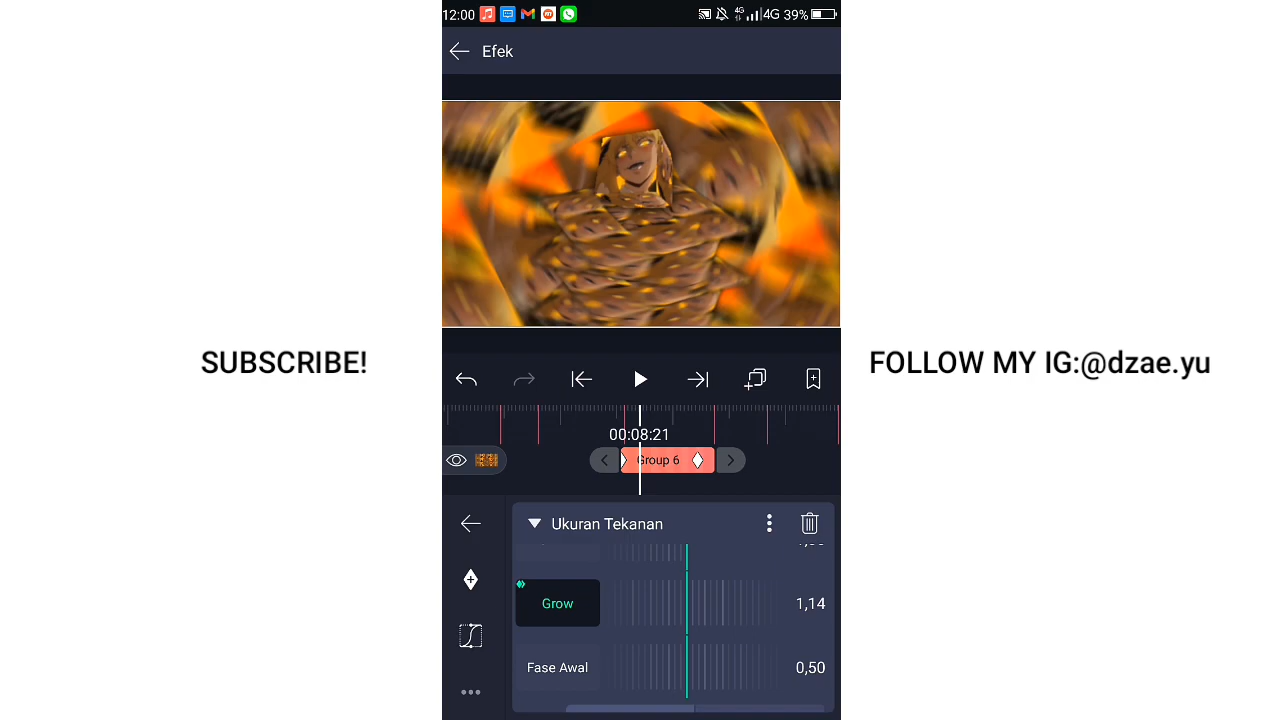 12:00
4G
4G 39%
Efek
SUBSCRIBE!
FOLLOW MY IG:@dzae.yu
00:08:21
Group 6
Ukuran Tekanan
Grow
1,14
Fase Awal
0,50